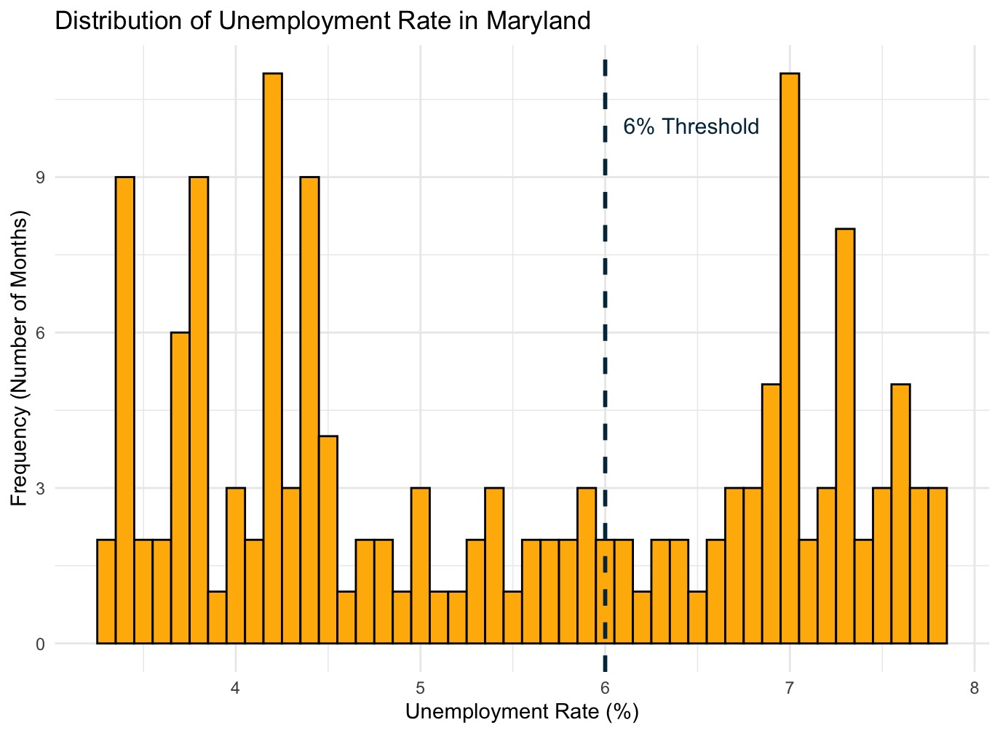 Distribution of Unemployment Rate in Maryland
6% Threshold
Frequency (Number of Months)
9
6
3
0
4 5 6 7 8
Unemployment Rate (%)